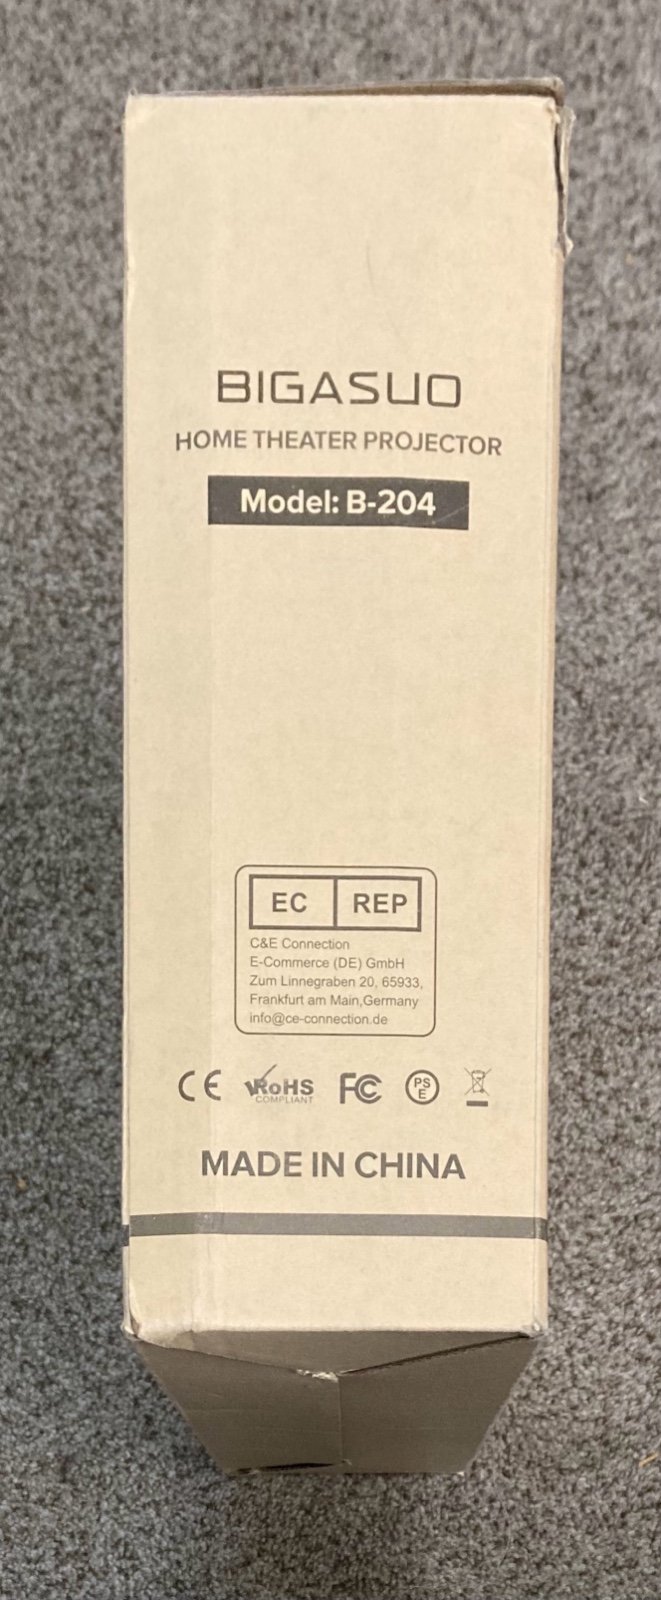 BIGASUO
HOME THEATER PROJECTOR
Model: B-204
EC REP
C&E Connection
E-Commerce (DE) GmbH
Zum Linnegraben 20, 65933,
Frankfurt am Main,Germany
info@ce-connection.de
CE RoHS FC PS E
COMPLIANT
MADE IN CHINA